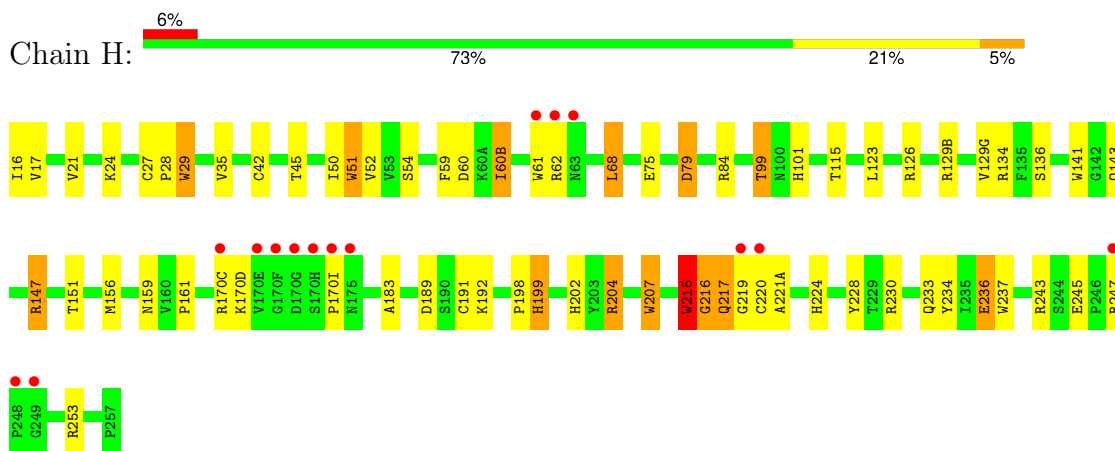 6%
Chain H:
73% 21% 5%
I16 V17 V21 K24 C27 P28 W29 V35 C42 T45 I50 W51 V52 V53 S54 F59 D60 K60A I60B W61 R62 N63 L68 E75 D79 R84 T99 N100 H101 T115 L123 R126 R129B V129G R134 F135 S136 W141 G142
R147 T151 M156 N159 V160 P161 R170C K170D V170E G170F D170G S170H P170I N175 A183 D189 S190 C191 K192 P198 H199 H202 Y203 R204 W207 W215 G216 Q217 G219 C220 A221A H224 Y228 T229 R230 Q233 Y234 I235 E236 W237 R243 S244 E245 P246
P248 G249 R253 P257